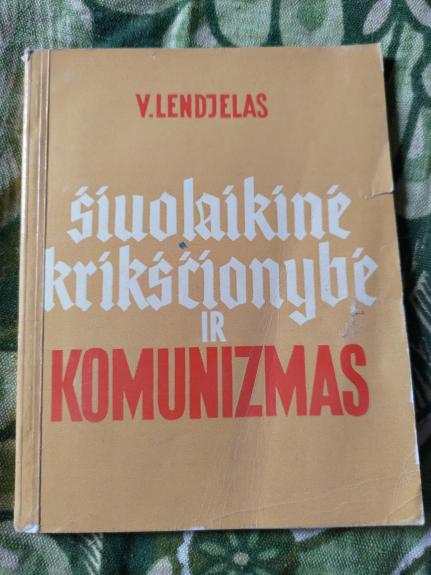 V.LENDJELAS
šiuolaikinė
krikščionybė
IR
KOMUNIZMAS